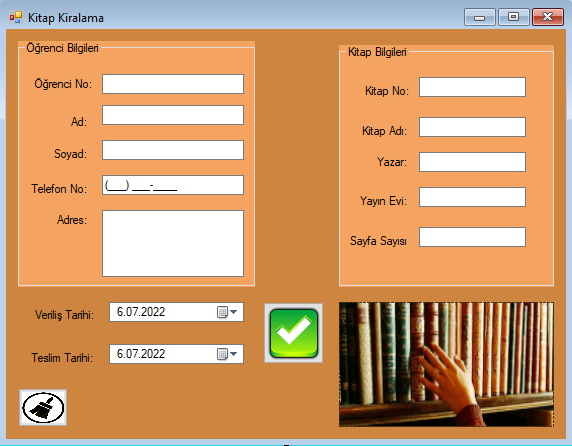 Kitap Kiralama
Öğrenci Bilgileri
Öğrenci No:
Ad:
Soyad:
Telefon No: (___) ___-____
Adres:
Kitap Bilgileri
Kitap No:
Kitap Adı:
Yazar:
Yayın Evi:
Sayfa Sayısı
Veriliş Tarihi: 6.07.2022
Teslim Tarihi: 6.07.2022